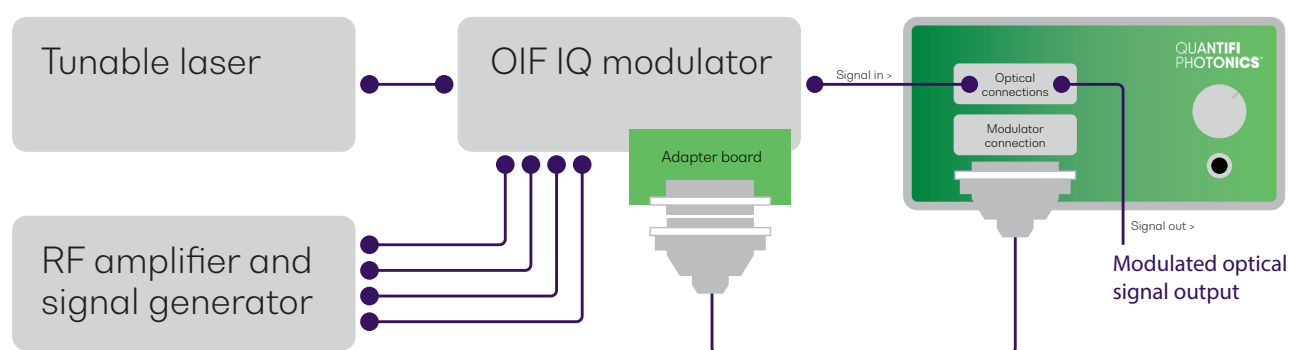 Tunable laser
OIF IQ modulator
Adapter board
RF amplifier and
signal generator
Signal in >
Optical
connections
Modulator
connection
QUANTIFI
PHOTONICS™
Signal out >
Modulated optical
signal output